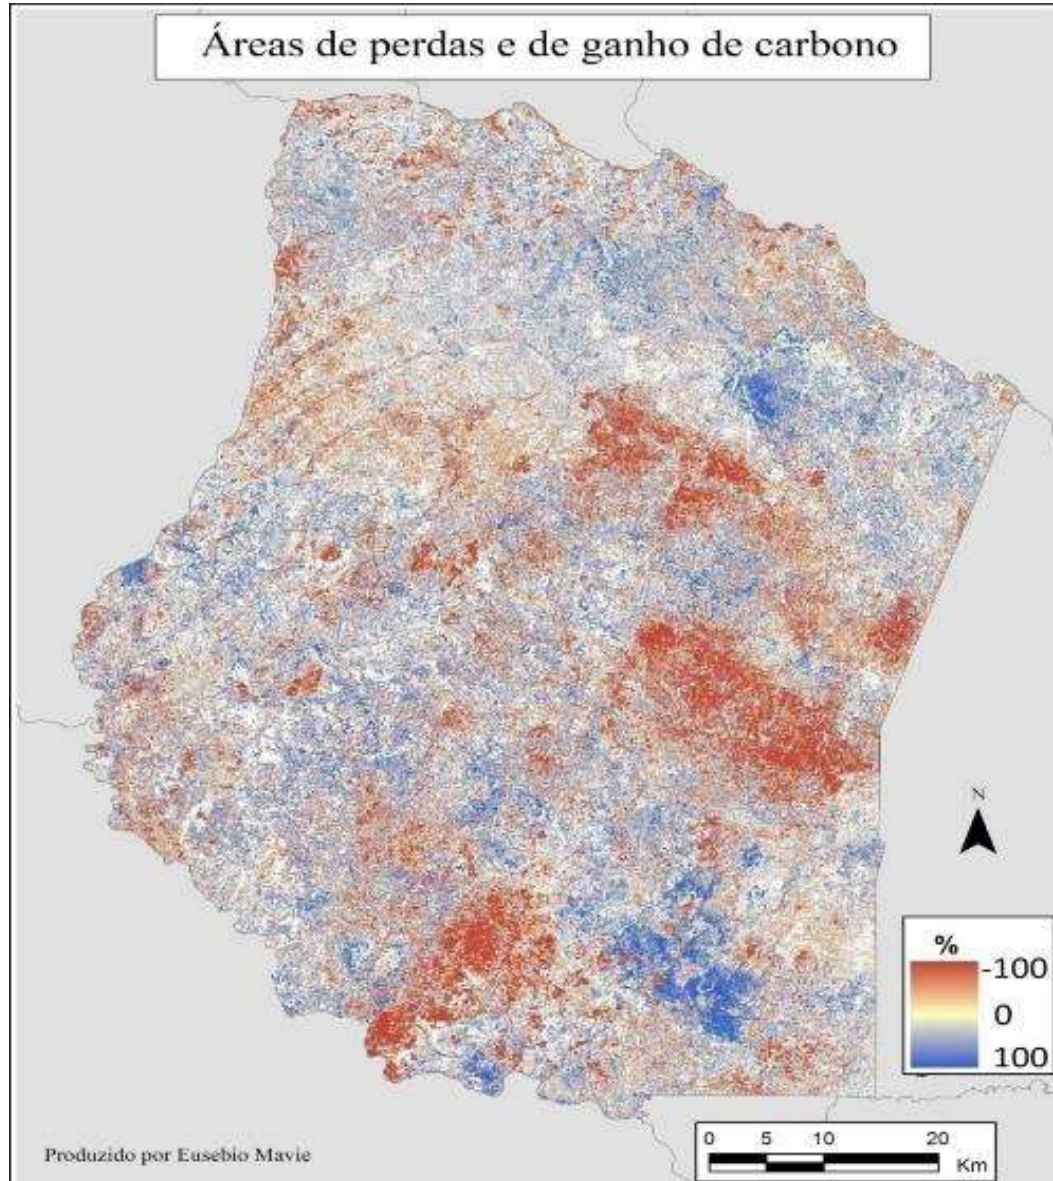 Áreas de perdas e de ganho de carbono
N
%
-100
0
100
0 5 10 20
Km
Produzido por Eusebio Mavie